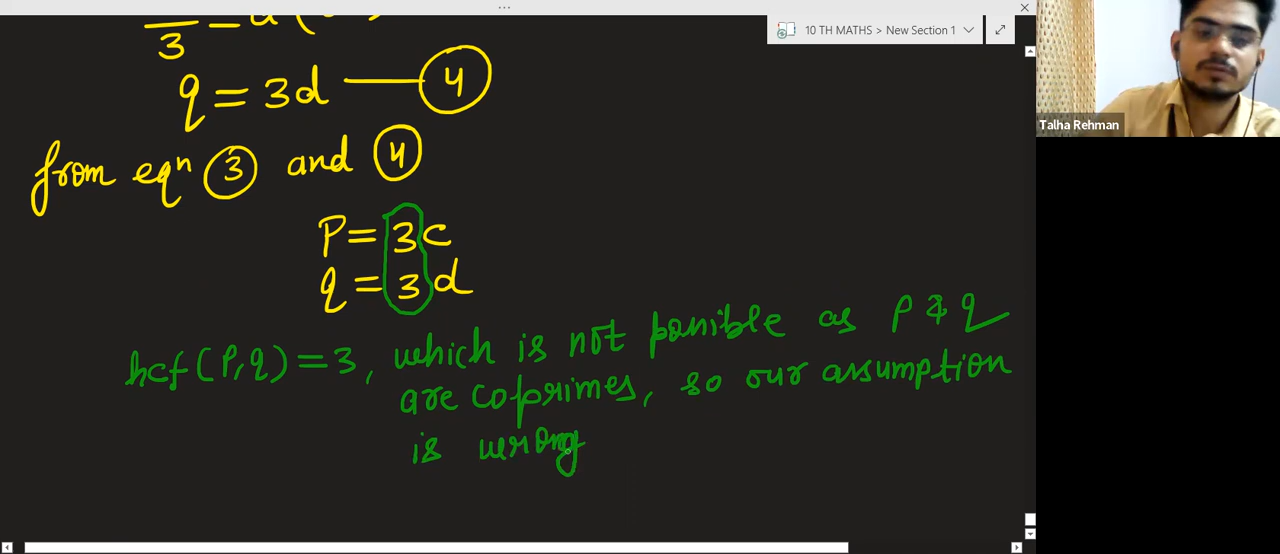 10 TH MATHS > New Section 1
3
q = 3d — 4
from eqn 3 and 4
P = 3c
q = 3d
hcf(P,q) = 3, which is not possible as P & q
are coprimes, so our assumption
is wrong
Talha Rehman